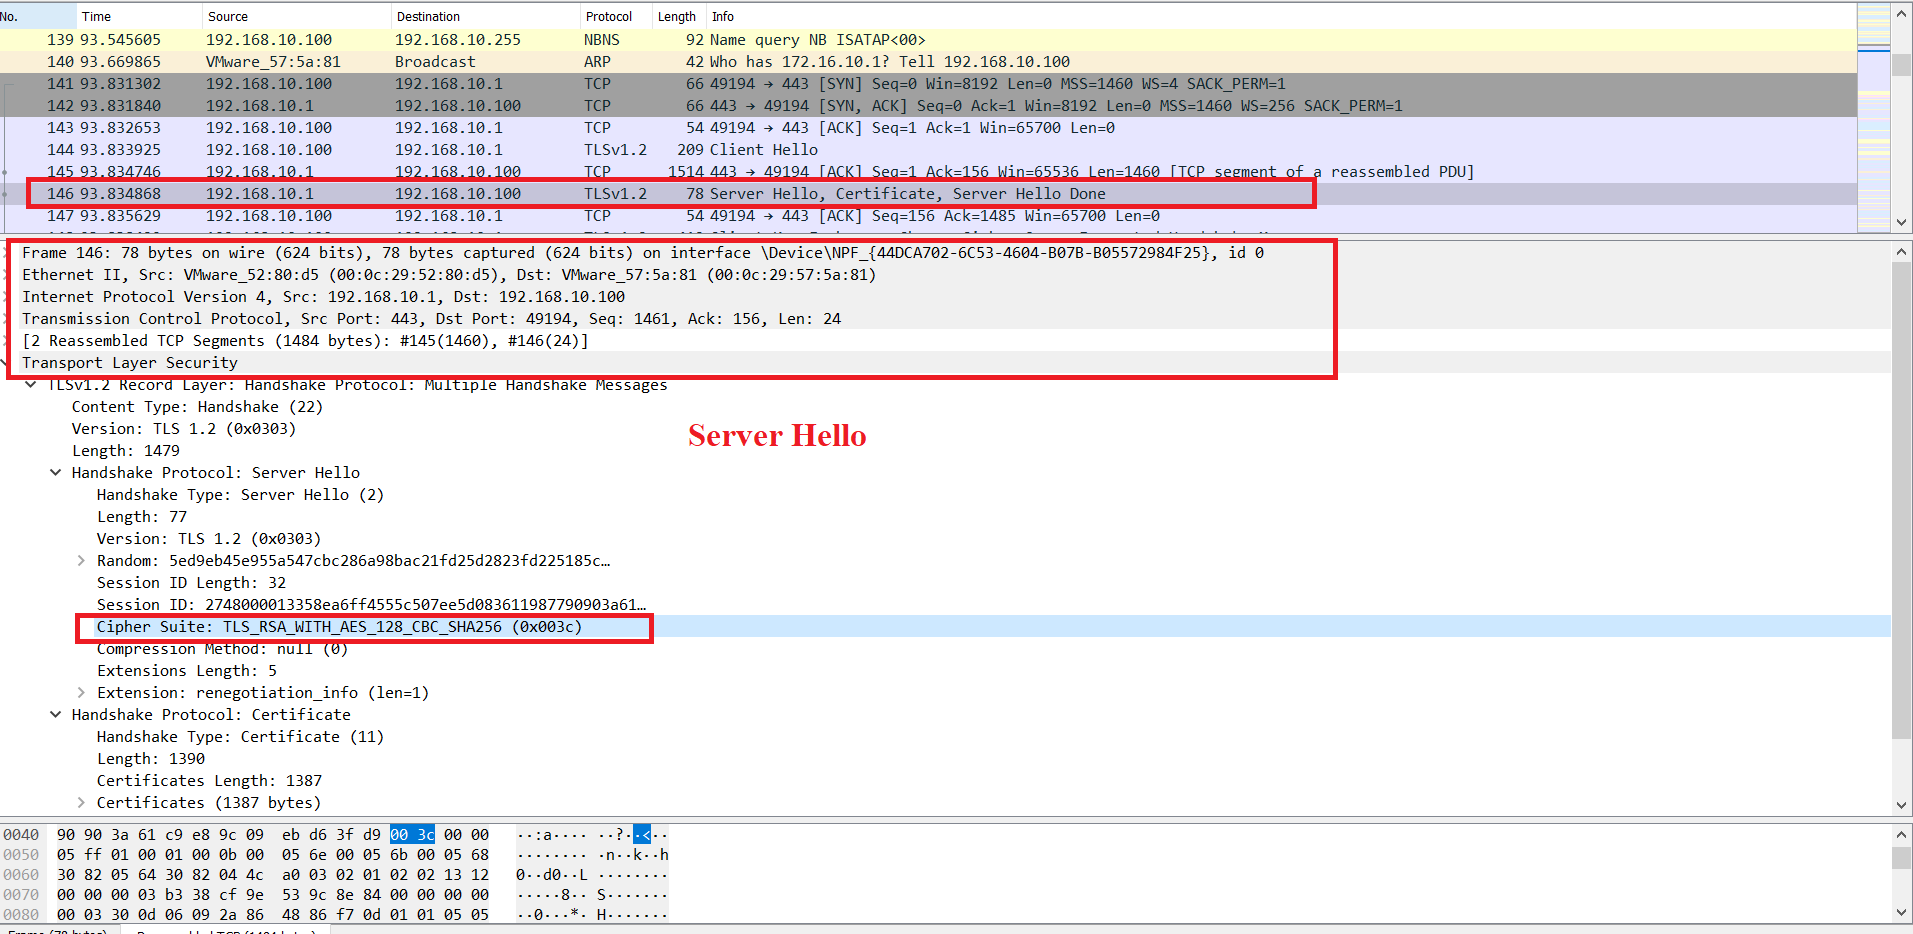 No. Time Source Destination Protocol Length Info
139 93.545605 192.168.10.100 192.168.10.255 NBNS 92 Name query NB ISATAP<00>
140 93.669865 VMware_57:5a:81 Broadcast ARP 42 Who has 172.16.10.1? Tell 192.168.10.100
141 93.831302 192.168.10.100 192.168.10.1 TCP 66 49194 → 443 [SYN] Seq=0 Win=8192 Len=0 MSS=1460 WS=4 SACK_PERM=1
142 93.831840 192.168.10.1 192.168.10.100 TCP 66 443 → 49194 [SYN, ACK] Seq=0 Ack=1 Win=8192 Len=0 MSS=1460 WS=256 SACK_PERM=1
143 93.832653 192.168.10.100 192.168.10.1 TCP 54 49194 → 443 [ACK] Seq=1 Ack=1 Win=65700 Len=0
144 93.833925 192.168.10.100 192.168.10.1 TLSv1.2 209 Client Hello
145 93.834746 192.168.10.1 192.168.10.100 TCP 1514 443 → 49194 [ACK] Seq=1 Ack=156 Win=65536 Len=1460 [TCP segment of a reassembled PDU]
146 93.834868 192.168.10.1 192.168.10.100 TLSv1.2 78 Server Hello, Certificate, Server Hello Done
147 93.835629 192.168.10.100 192.168.10.1 TCP 54 49194 → 443 [ACK] Seq=156 Ack=1485 Win=65700 Len=0
Frame 146: 78 bytes on wire (624 bits), 78 bytes captured (624 bits) on interface \Device\NPF_{44DCA702-6C53-4604-B07B-B05572984F25}, id 0
Ethernet II, Src: VMware_52:80:d5 (00:0c:29:52:80:d5), Dst: VMware_57:5a:81 (00:0c:29:57:5a:81)
Internet Protocol Version 4, Src: 192.168.10.1, Dst: 192.168.10.100
Transmission Control Protocol, Src Port: 443, Dst Port: 49194, Seq: 1461, Ack: 156, Len: 24
[2 Reassembled TCP Segments (1484 bytes): #145(1460), #146(24)]
Transport Layer Security
TLSv1.2 Record Layer: Handshake Protocol: Multiple Handshake Messages
Content Type: Handshake (22)
Version: TLS 1.2 (0x0303)
Server Hello
Length: 1479
Handshake Protocol: Server Hello
Handshake Type: Server Hello (2)
Length: 77
Version: TLS 1.2 (0x0303)
Random: 5ed9eb45e955a547cbc286a98bac21fd25d2823fd225185c…
Session ID Length: 32
Session ID: 2748000013358ea6ff4555c507ee5d083611987790903a61…
Cipher Suite: TLS_RSA_WITH_AES_128_CBC_SHA256 (0x003c)
Compression Method: null (0)
Extensions Length: 5
Extension: renegotiation_info (len=1)
Handshake Protocol: Certificate
Handshake Type: Certificate (11)
Length: 1390
Certificates Length: 1387
Certificates (1387 bytes)
0040 90 90 3a 61 c9 e8 9c 09 eb d6 3f d9 00 3c 00 00 ··:a···· ··?··<··
0050 05 ff 01 00 01 00 0b 00 05 6e 00 05 6b 00 05 68 ········ ·n··k··h
0060 30 82 05 64 30 82 04 4c a0 03 02 01 02 02 13 12 0··d0··L ········
0070 00 00 00 03 b3 38 cf 9e 53 9c 8e 84 00 00 00 00 ·····8·· S·······
0080 00 03 30 0d 06 09 2a 86 48 86 f7 0d 01 01 05 05 ··0···*· H·······